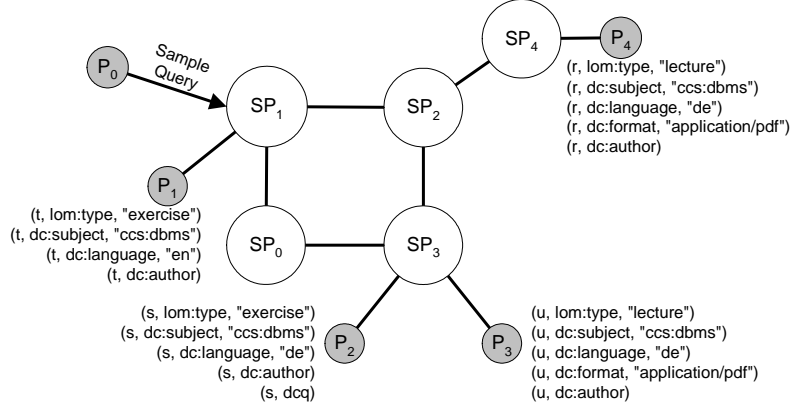 P0
Sample
Query
SP1
SP2
SP4
P4
(r, lom:type, "lecture")
(r, dc:subject, "ccs:dbms")
(r, dc:language, "de")
(r, dc:format, "application/pdf")
(r, dc:author)
P1
(t, lom:type, "exercise")
(t, dc:subject, "ccs:dbms")
(t, dc:language, "en")
(t, dc:author)
SP0
SP3
(s, lom:type, "exercise")
(s, dc:subject, "ccs:dbms")
(s, dc:language, "de")
(s, dc:author)
(s, dcq)
P2
P3
(u, lom:type, "lecture")
(u, dc:subject, "ccs:dbms")
(u, dc:language, "de")
(u, dc:format, "application/pdf")
(u, dc:author)